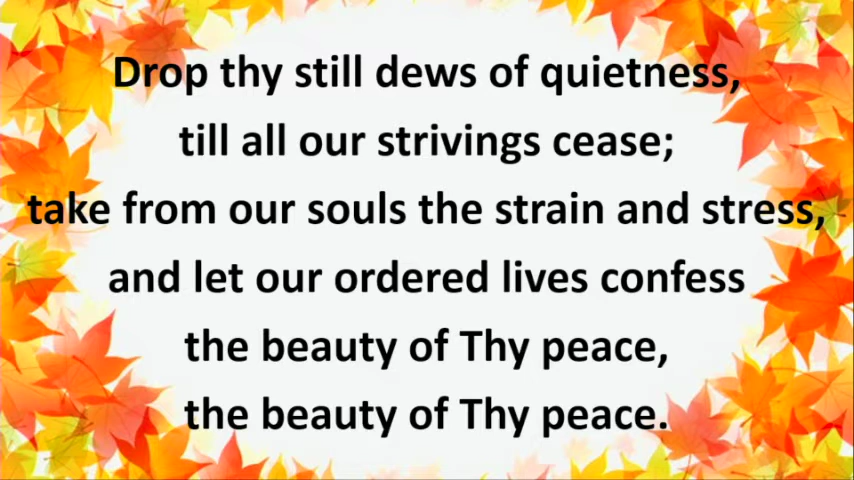 Drop thy still dews of quietness,
till all our strivings cease;
take from our souls the strain and stress,
and let our ordered lives confess
the beauty of Thy peace,
the beauty of Thy peace.